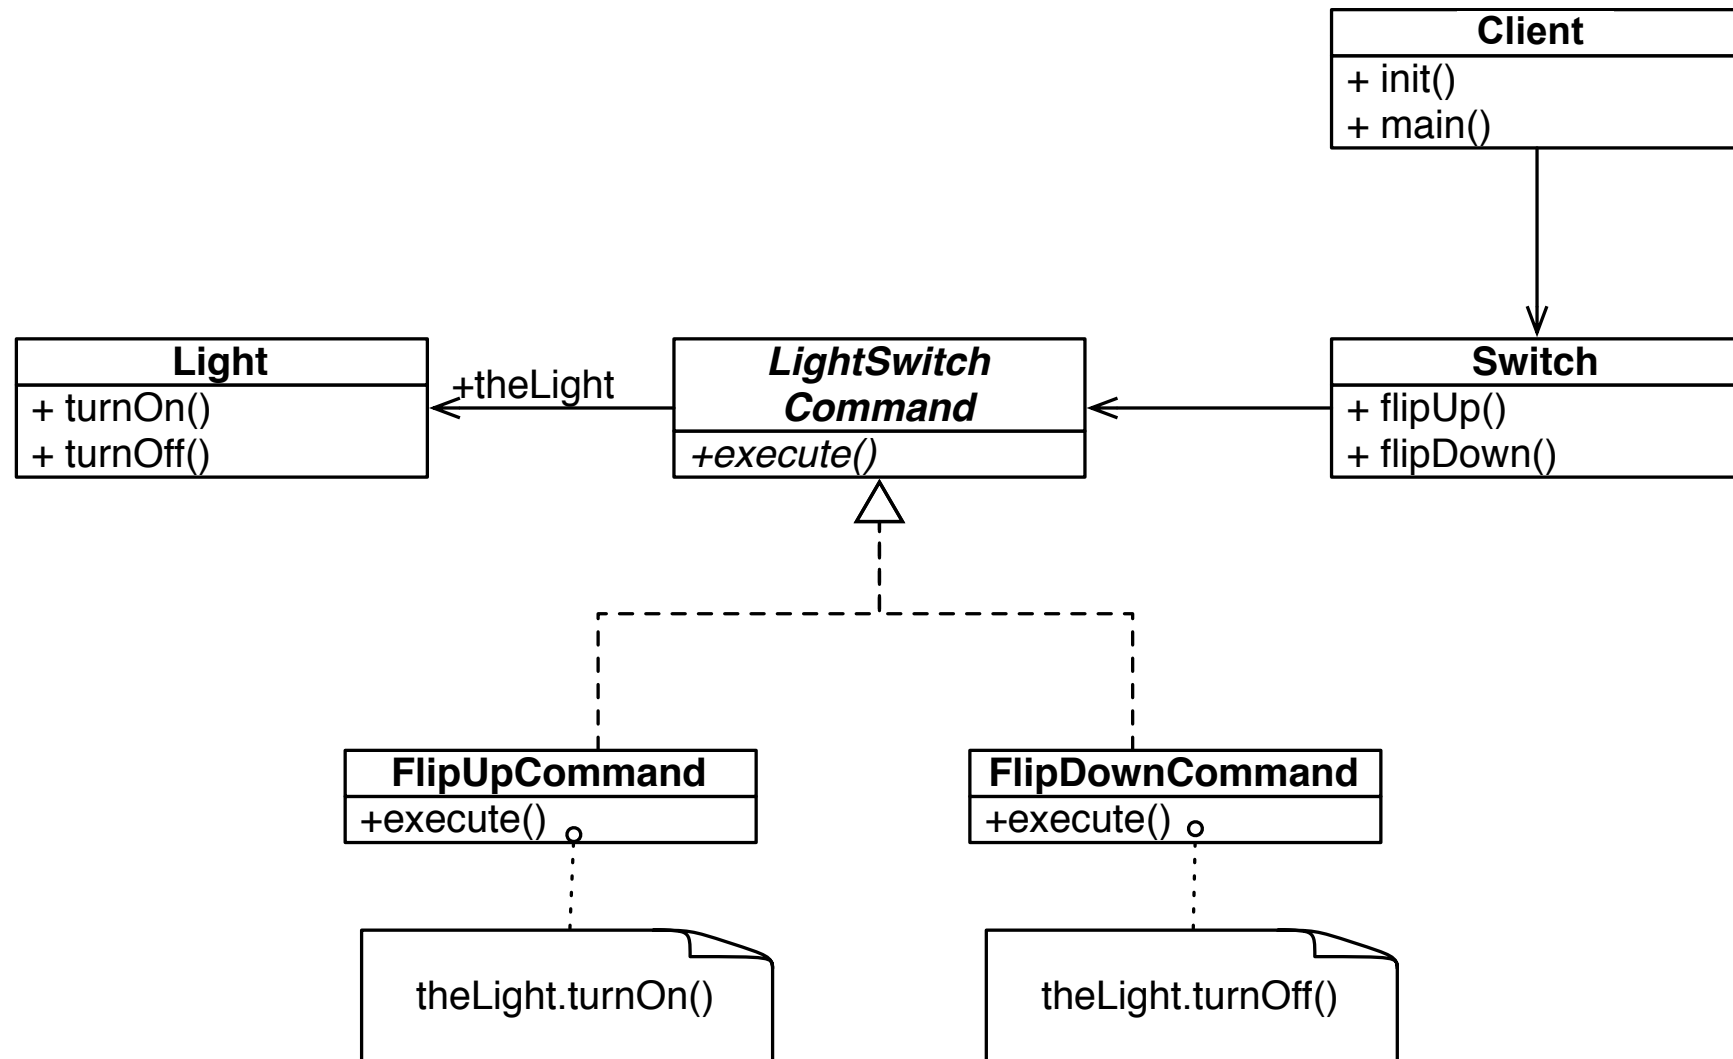 Client
+ init()
+ main()
Light
+ turnOn()
+ turnOff()
+theLight
LightSwitch
Command
+execute()
Switch
+ flipUp()
+ flipDown()
FlipUpCommand
+execute()
FlipDownCommand
+execute()
theLight.turnOn()
theLight.turnOff()